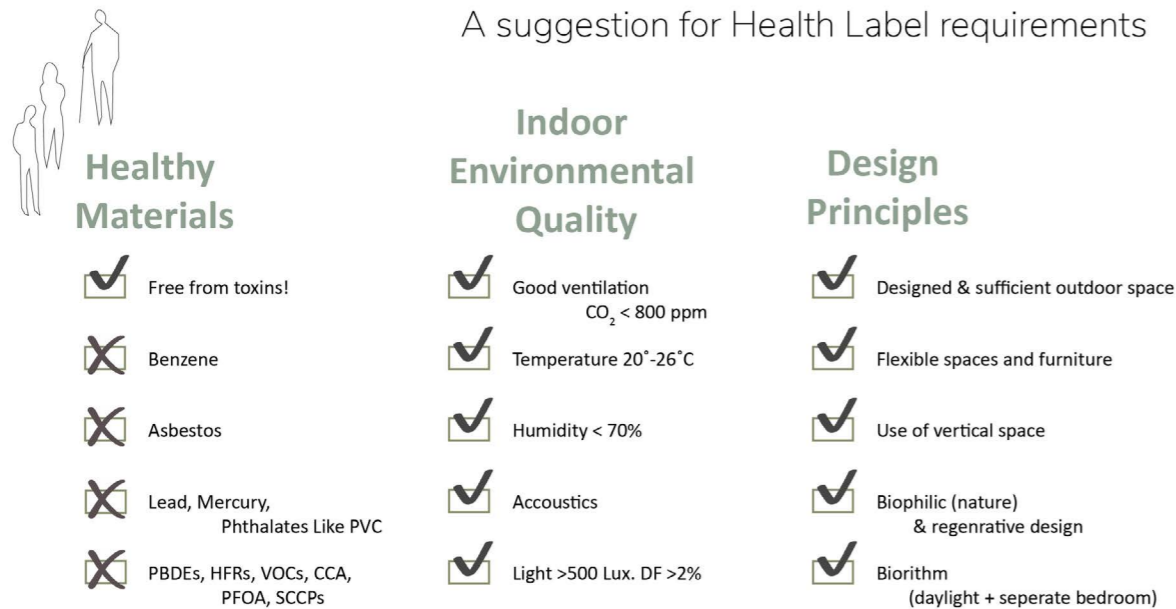 A suggestion for Health Label requirements
Healthy
Materials
Free from toxins!
Benzene
Asbestos
Lead, Mercury,
Phthalates Like PVC
PBDEs, HFRs, VOCs, CCA,
PFOA, SCCPs
Indoor
Environmental
Quality
Good ventilation
CO₂ < 800 ppm
Temperature 20˚-26˚C
Humidity < 70%
Accoustics
Light >500 Lux. DF >2%
Design
Principles
Designed & sufficient outdoor space
Flexible spaces and furniture
Use of vertical space
Biophilic (nature)
& regenrative design
Biorithm
(daylight + seperate bedroom)